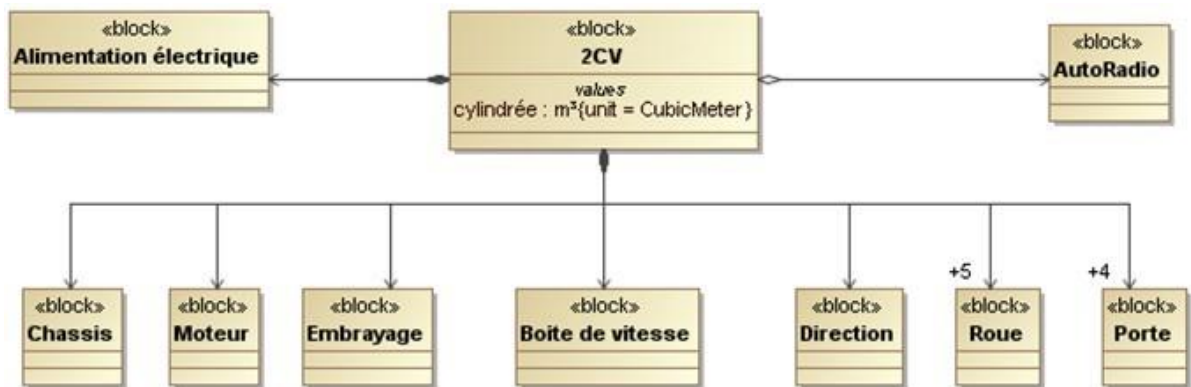 «block»
Alimentation électrique
«block»
2CV
values
cylindrée : m³{unit = CubicMeter}
«block»
AutoRadio
«block»
Chassis
«block»
Moteur
«block»
Embrayage
«block»
Boite de vitesse
«block»
Direction
+5
«block»
Roue
+4
«block»
Porte